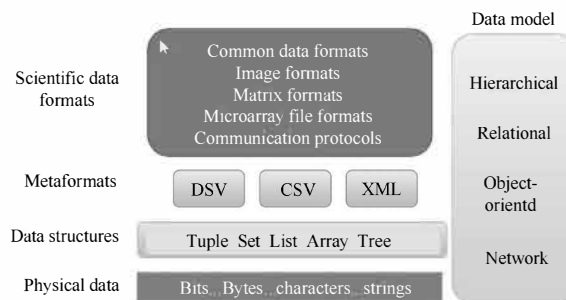 Data model
Scientific data
formats
Common data formats
Image formats
Matrix formats
Microarray file formats
Communication protocols
Hierarchical
Relational
Object-
orientd
Network
Metaformats
DSV
CSV
XML
Data structures
Tuple Set List Array Tree
Physical data
Bits...Bytes...characters...strings